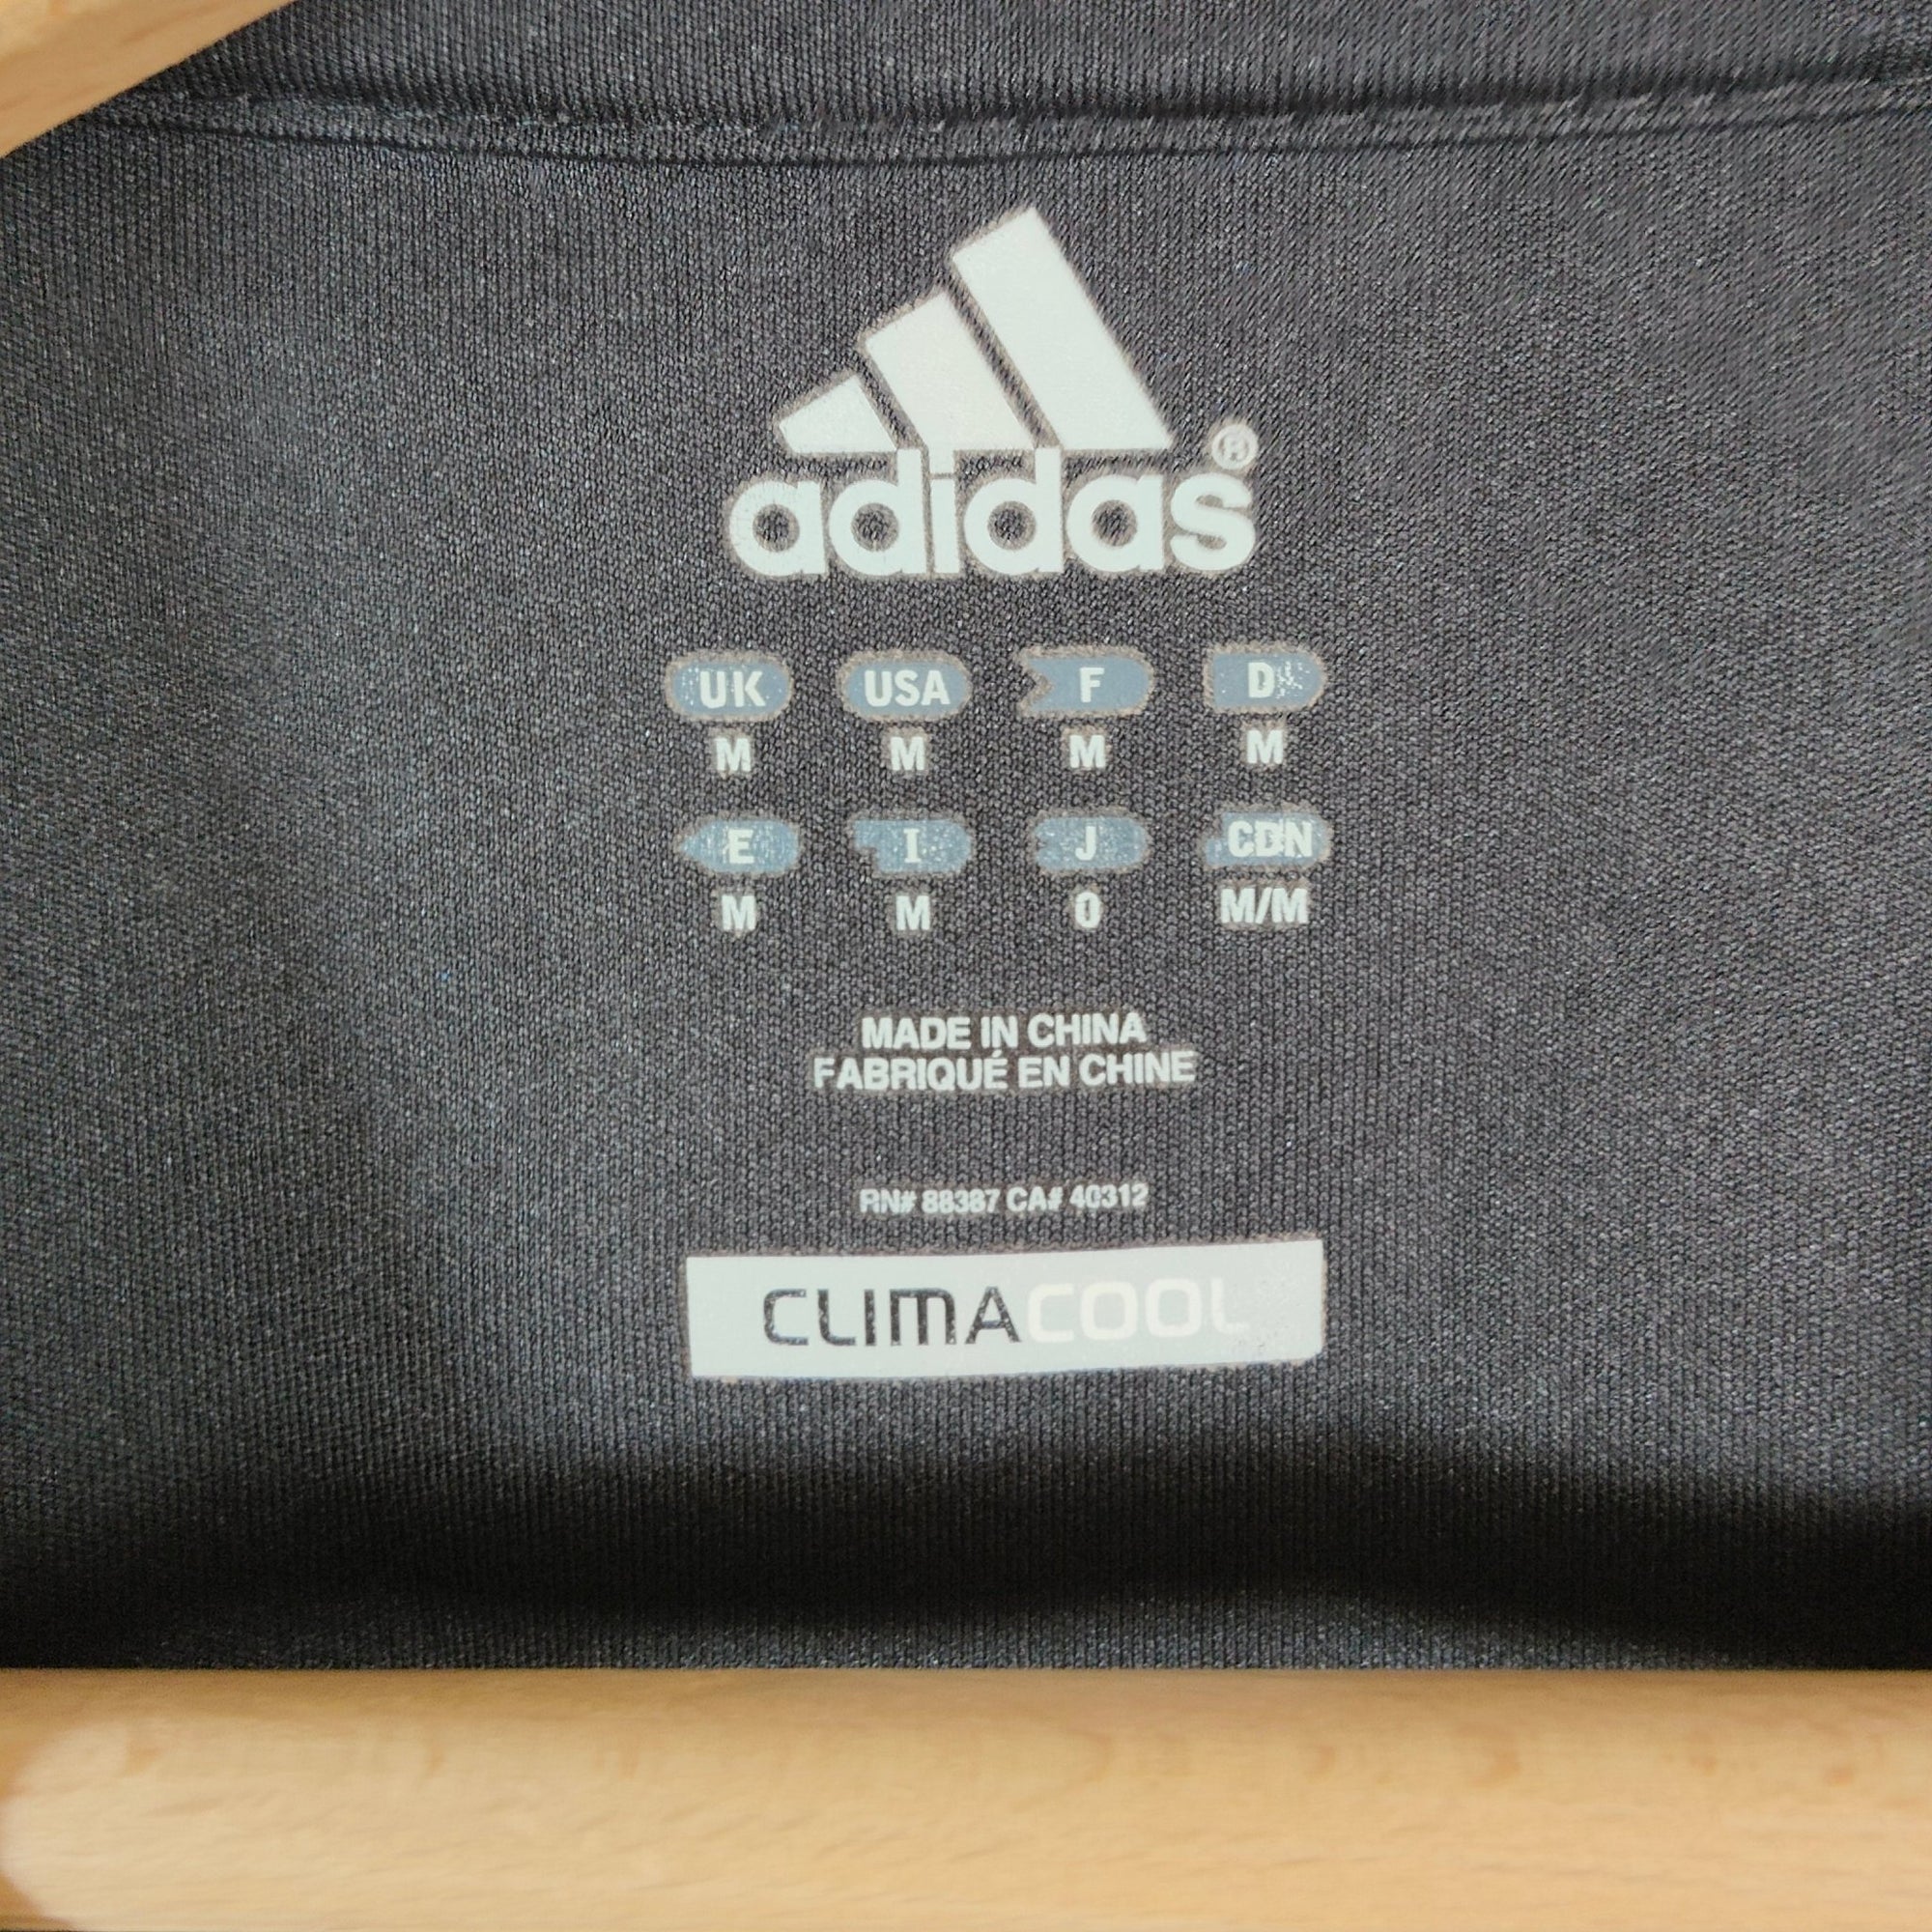 adidas®
UK USA F D
M M M M
E I J CDN
M M O M/M
MADE IN CHINA
FABRIQUÉ EN CHINE
RN# 88387 CA# 40312
CLIMACOOL